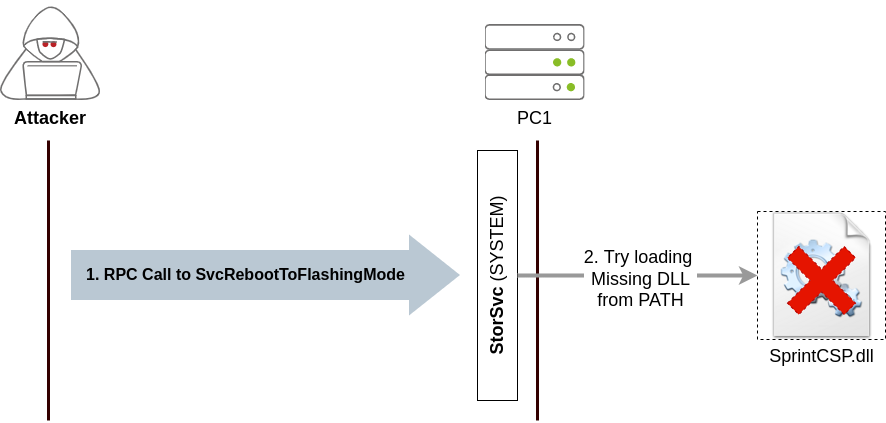 Attacker
PC1
1. RPC Call to SvcRebootToFlashingMode
StorSvc (SYSTEM)
2. Try loading
Missing DLL
from PATH
SprintCSP.dll